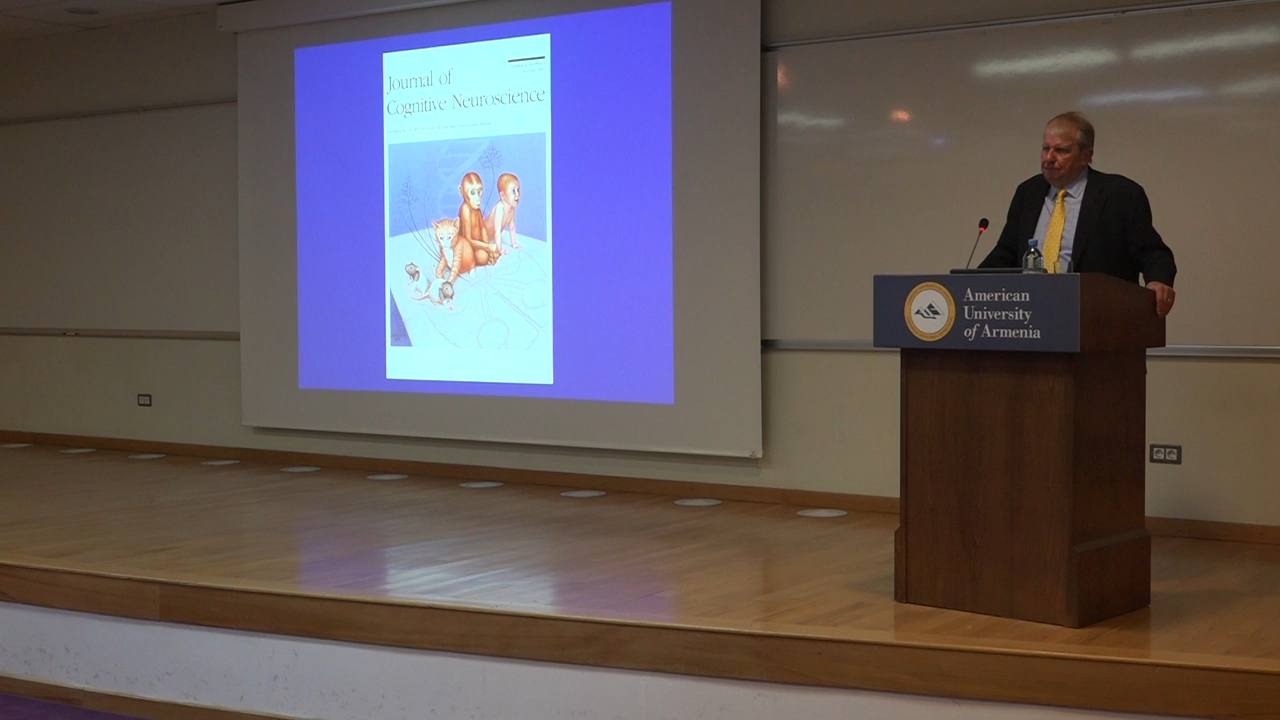 Journal of
Cognitive Neuroscience
American
University
of Armenia